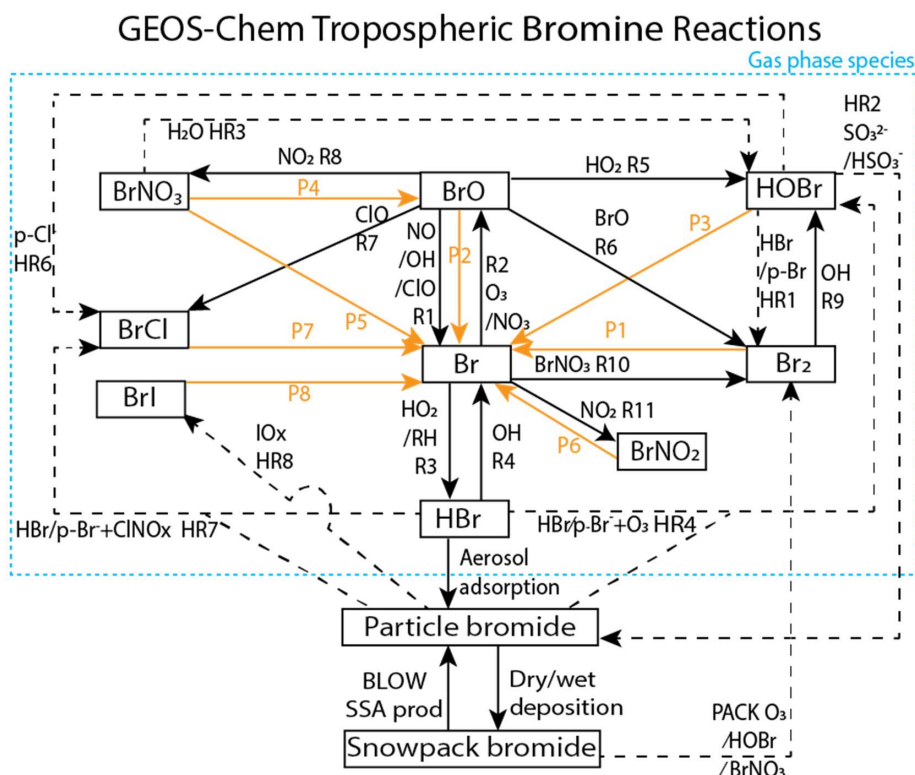 GEOS-Chem Tropospheric Bromine Reactions
Gas phase species
HR2
SO₃²⁻
/HSO₃⁻
H₂O HR3
NO₂ R8
HO₂ R5
BrNO₃
P4
BrO
HOBr
ClO
R7
NO
/OH
/ClO
R1
P2
R2
O₃
/NO₃
BrO
R6
P3
HBr
/p-Br
HR1
OH
R9
p-Cl⁻
HR6
BrCl
P7
P5
Br
P1
BrNO₃ R10
Br₂
BrI
P8
HO₂
/RH
R3
OH
R4
NO₂ R11
P6
BrNO₂
IOx
HR8
HBr
HBr/p-Br⁻+ClNOx HR7
HBr/p-Br⁻+O₃ HR4
Aerosol
adsorption
Particle bromide
BLOW
SSA prod
Dry/wet
deposition
PACK O₃
/HOBr
/BrNO₃
Snowpack bromide